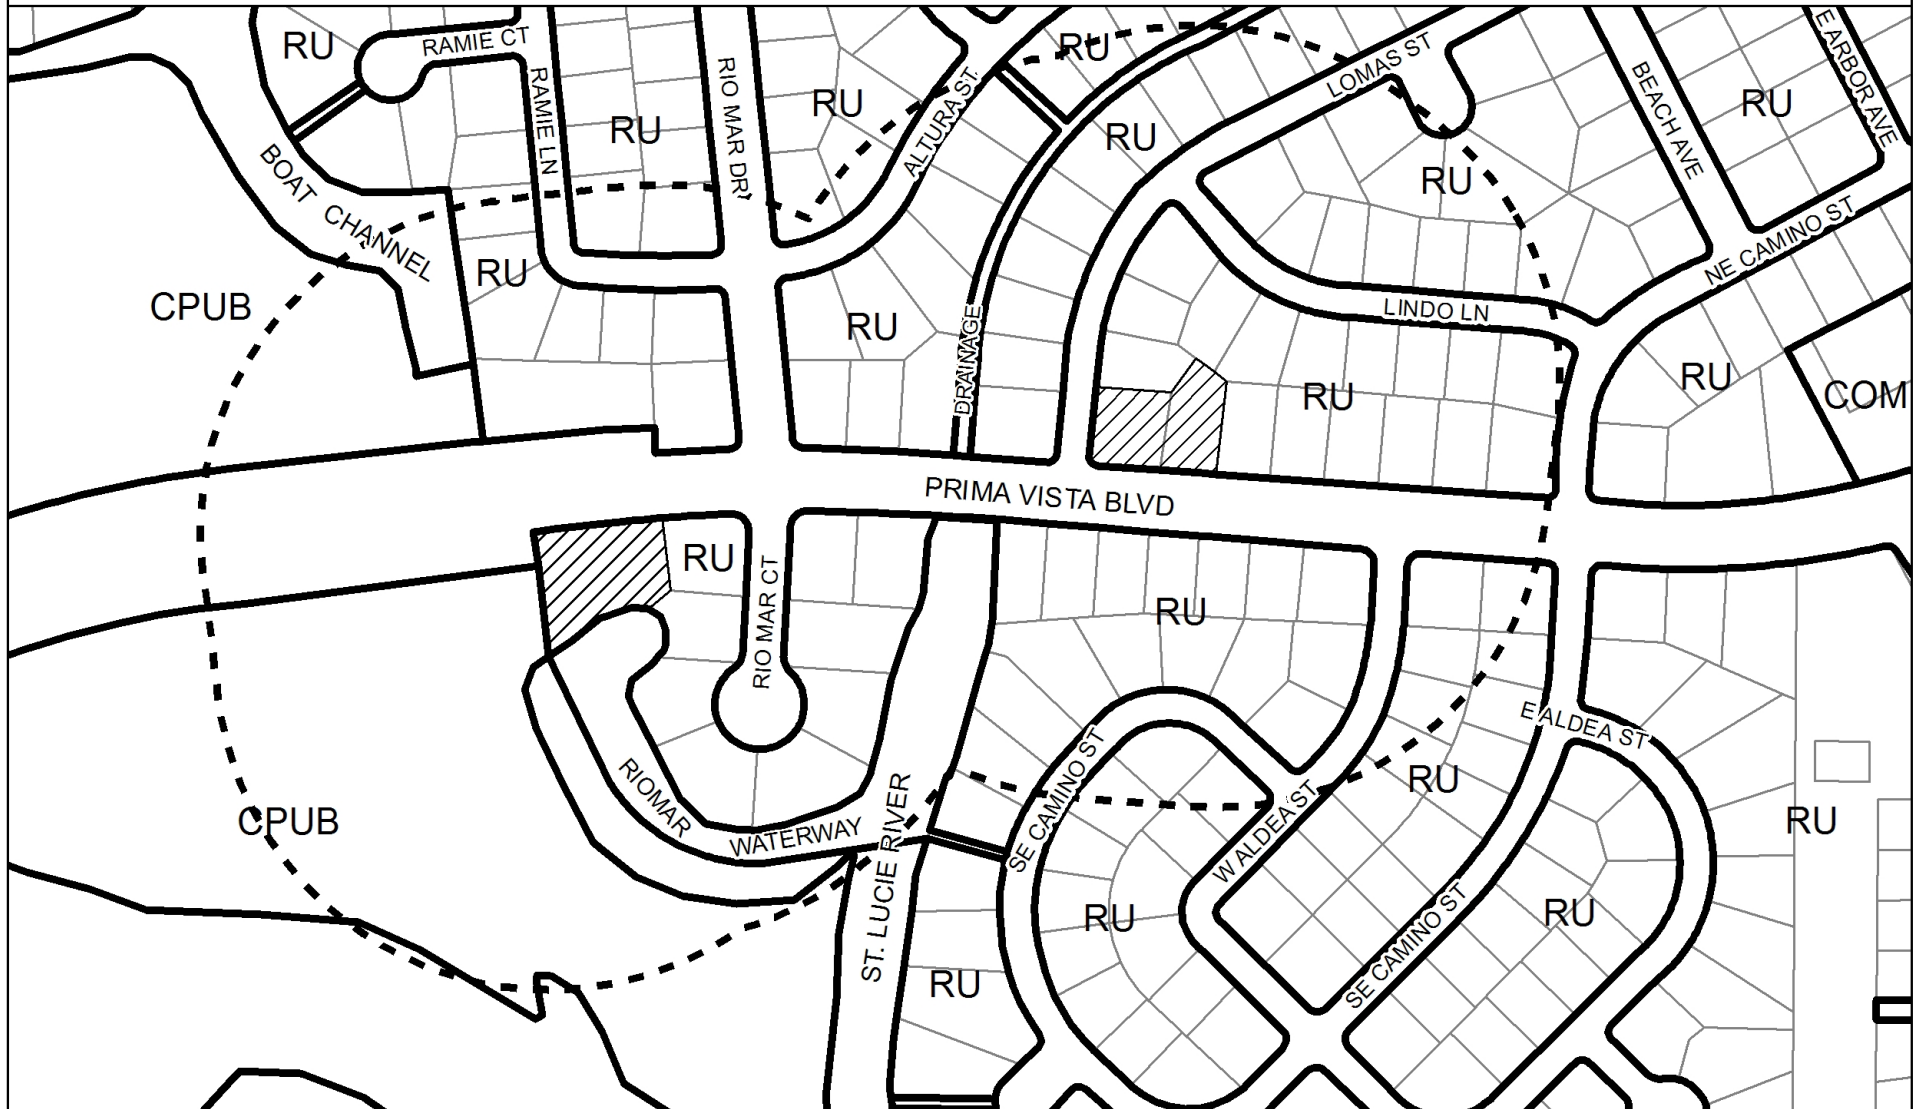 RU
RAMIE CT
RU
LOMAS ST
E ARBOR AVE
RAMIE LN
RIO MAR DR
RU
ALTURA ST
RU
BEACH AVE
RU
RU
RU
BOAT
CHANNEL
NE CAMINO ST
CPUB
RU
RU
LINDO LN
DRAINAGE
RU
RU
COM
PRIMA VISTA BLVD
RU
RIO MAR CT
RU
E ALDEA ST
RIOMAR
WATERWAY
ST. LUCIE RIVER
SE CAMINO ST
W ALDEA ST
RU
CPUB
RU
RU
SE CAMINO ST
RU
RU